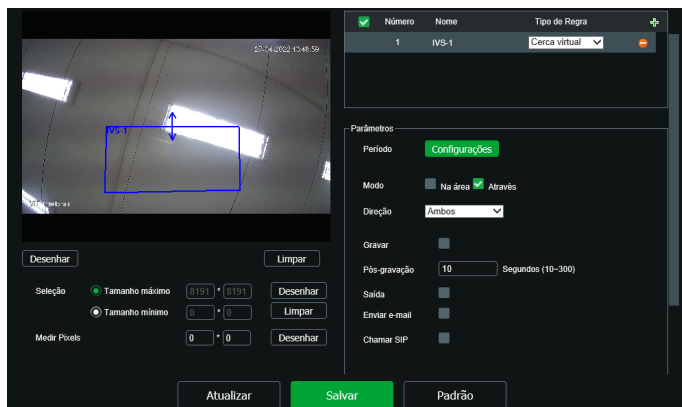 27-04-2022 10:48:59
IVS-1
Desenhar Limpar
Seleção Tamanho máximo 8191 * 8191 Desenhar
Tamanho mínimo 0 * 0 Limpar
Medir Pixels 0 * 0 Desenhar
Número Nome Tipo de Regra
1 IVS-1 Cerca virtual
Parâmetros
Período Configurações
Modo Na área Através
Direção Ambos
Gravar
Pós-gravação 10 Segundos (10~300)
Saída
Enviar e-mail
Chamar SIP
Atualizar Salvar Padrão